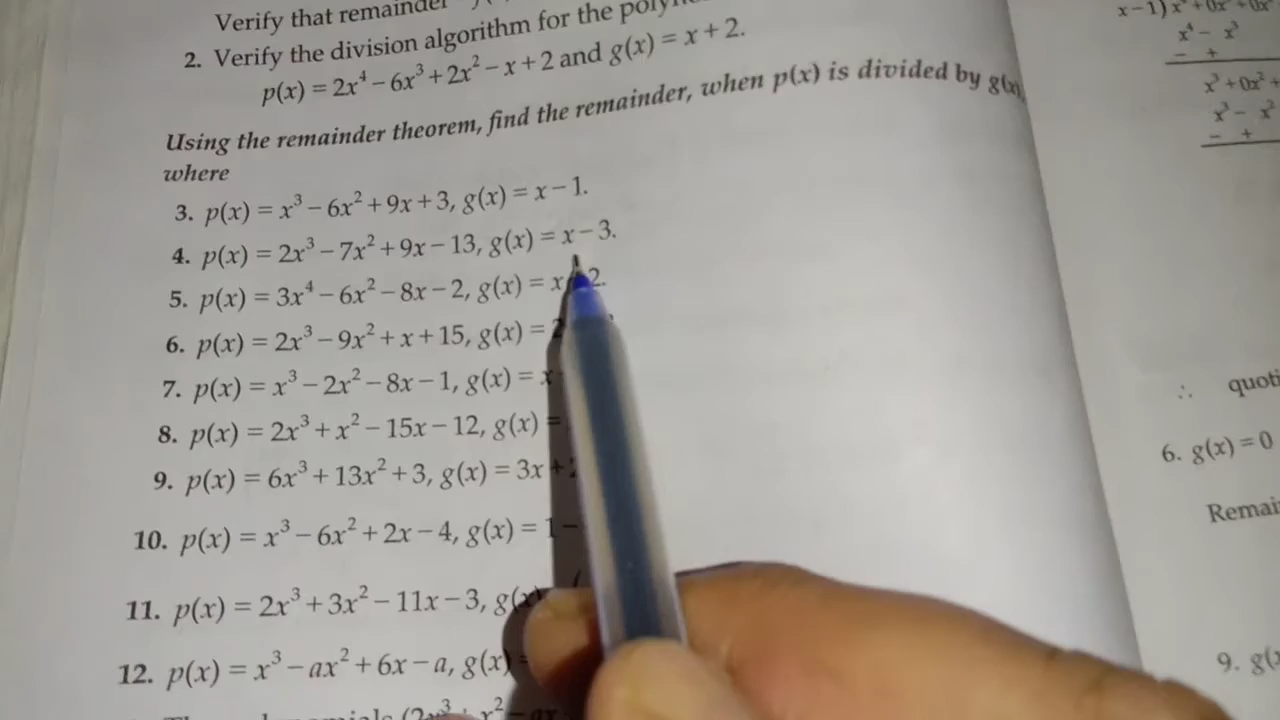 Verify that remainder
2. Verify the division algorithm for the
p(x) = 2x⁴ − 6x³ + 2x² − x + 2 and g(x) = x + 2.
Using the remainder theorem, find the remainder, when p(x) is divided by g(x),
where
3. p(x) = x³ − 6x² + 9x + 3, g(x) = x − 1.
4. p(x) = 2x³ − 7x² + 9x − 13, g(x) = x − 3.
5. p(x) = 3x⁴ − 6x² − 8x − 2, g(x) = x 2.
6. p(x) = 2x³ − 9x² + x + 15, g(x) = 2
7. p(x) = x³ − 2x² − 8x − 1, g(x) = x
8. p(x) = 2x³ + x² − 15x − 12, g(x) =
9. p(x) = 6x³ + 13x² + 3, g(x) = 3x +
10. p(x) = x³ − 6x² + 2x − 4, g(x) = 1 −
11. p(x) = 2x³ + 3x² − 11x − 3, g(x)
12. p(x) = x³ − ax² + 6x − a, g(x) =
x−1)
x⁴ − x³
− +
x³ + 0x² +
x³ − x²
− +
∴ quoti
6. g(x) = 0
Remai
9. g(x